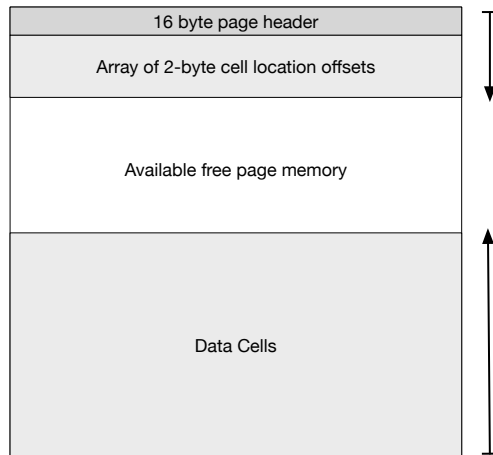 16 byte page header
Array of 2-byte cell location offsets
Available free page memory
Data Cells